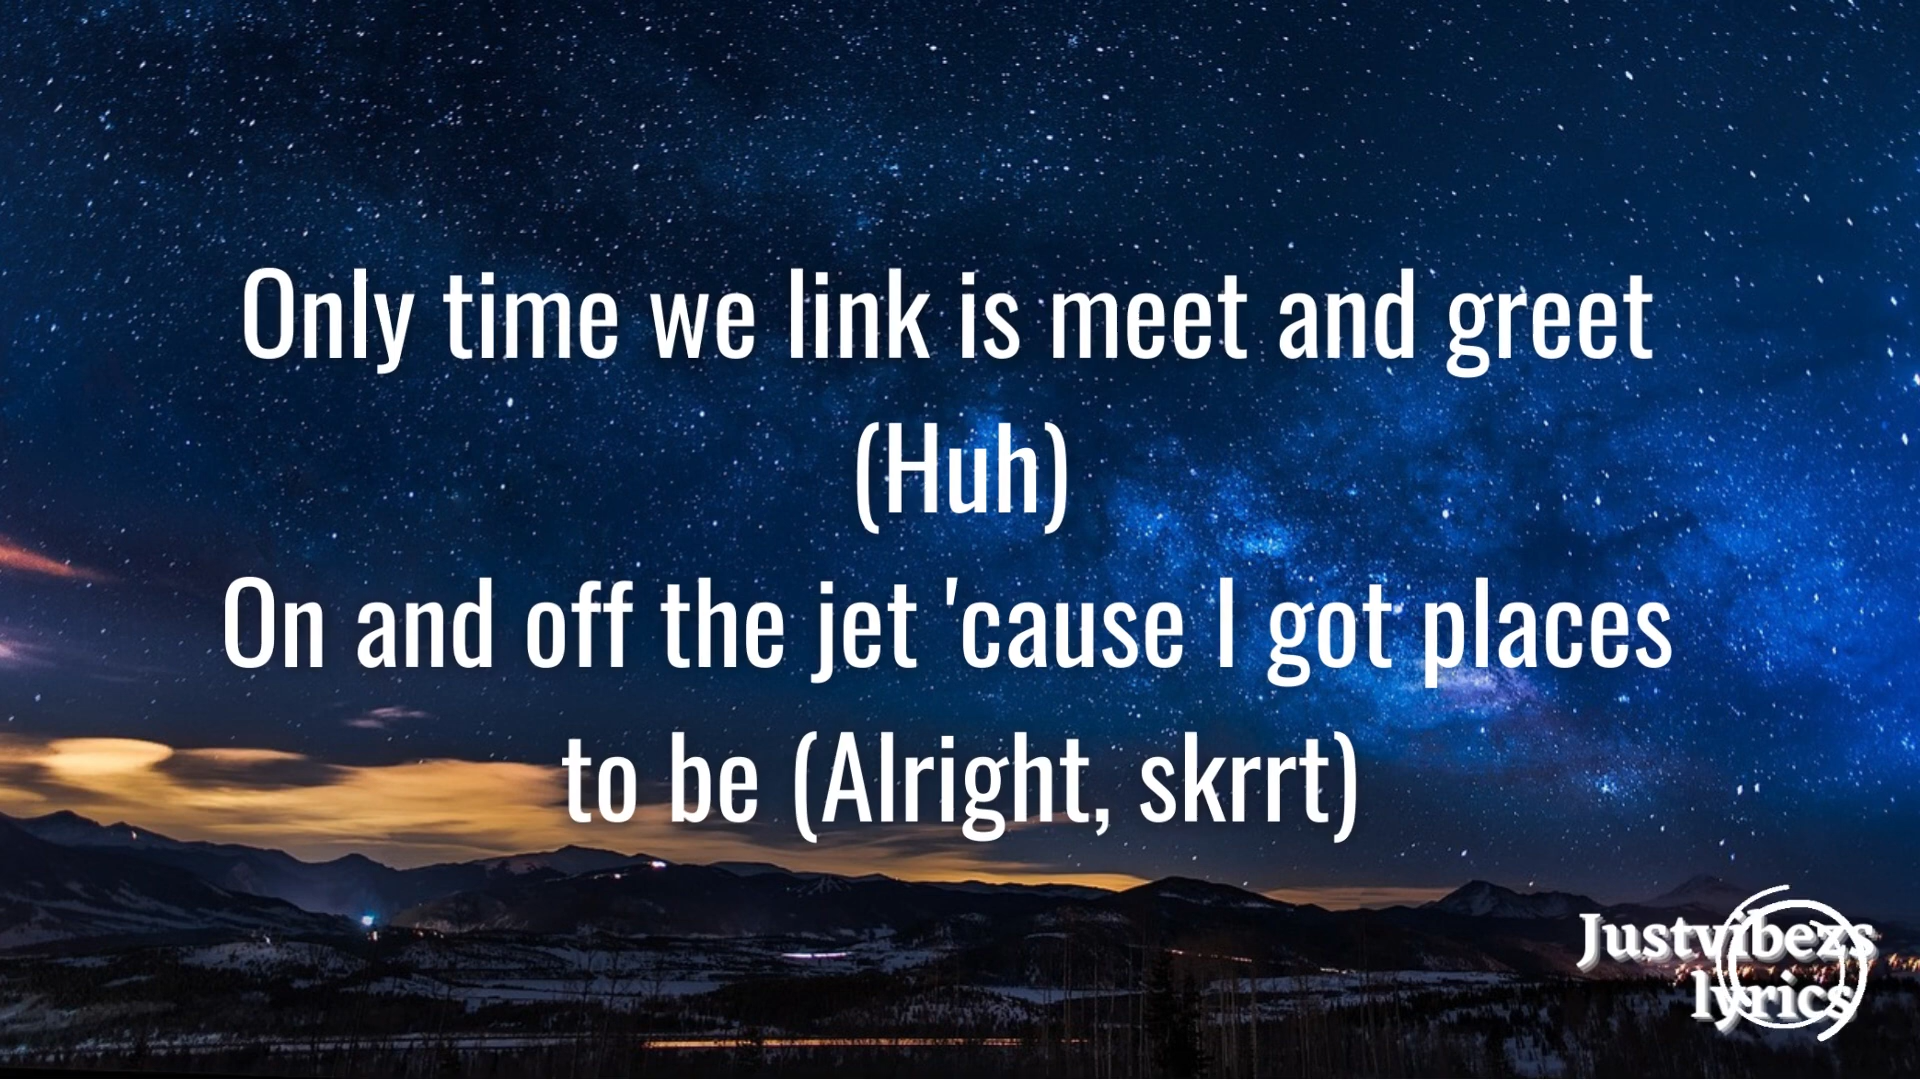 Only time we link is meet and greet
(Huh)
On and off the jet 'cause I got places
to be (Alright, skrrt)
Justvibezs
lyrics